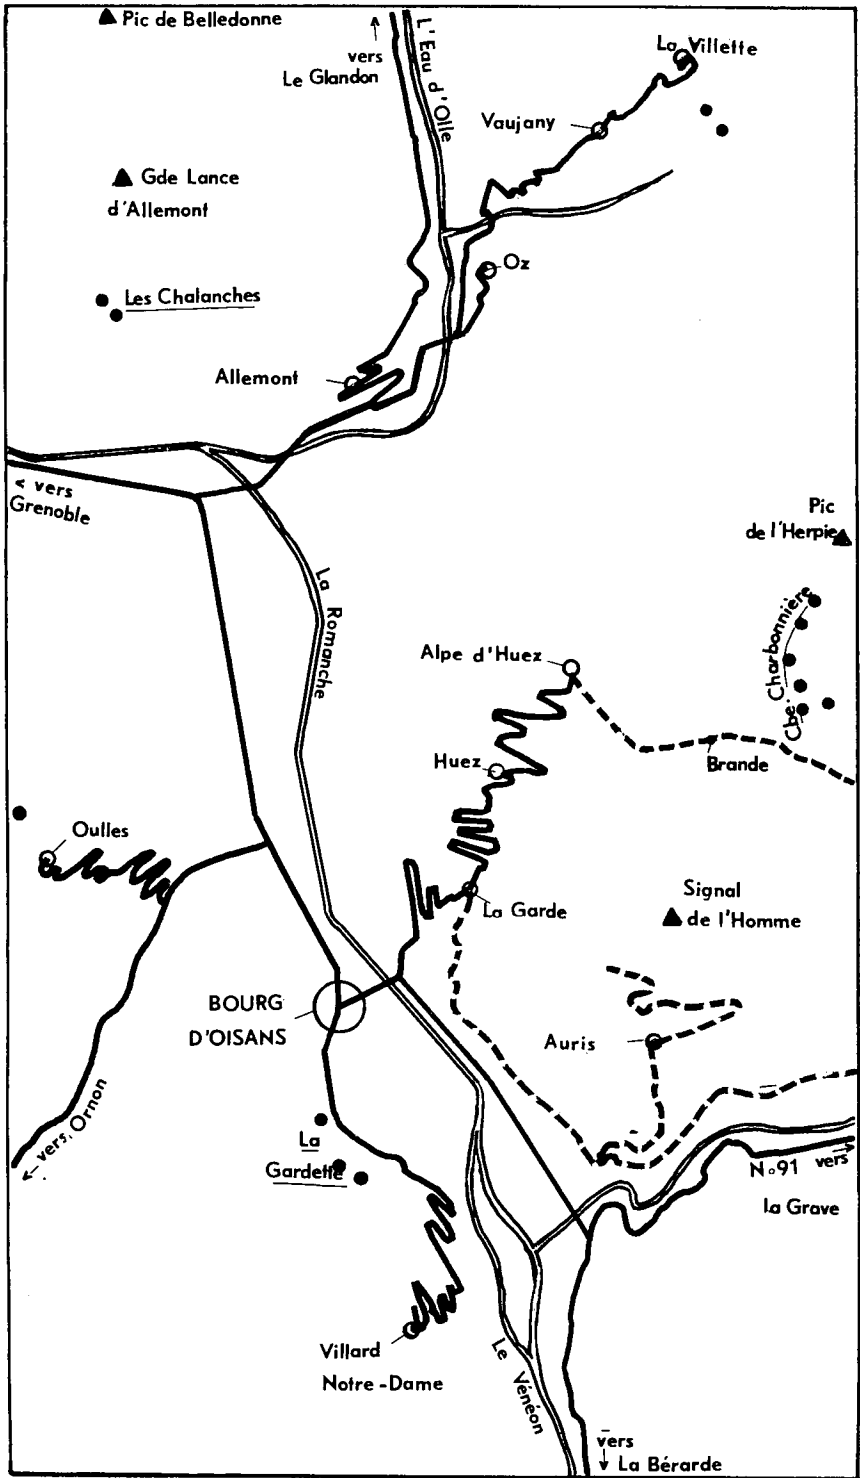 Pic de Belledonne
vers
Le Glandon
L'Eau d'Olle
La Villette
Vaujany
Gde Lance
d'Allemont
Oz
Les Chalanches
Allemont
< vers
Grenoble
Pic
de l'Herpie
La Romanche
Cbe. Charbonnière
Alpe d'Huez
Huez
Brande
Oulles
La Garde
Signal
de l'Homme
BOURG
D'OISANS
Auris
← vers. Ornon
La
Gardette
N∘91 vers
la Grave
Villard
Notre-Dame
Le Vénéon
vers
↓ La Bérarde